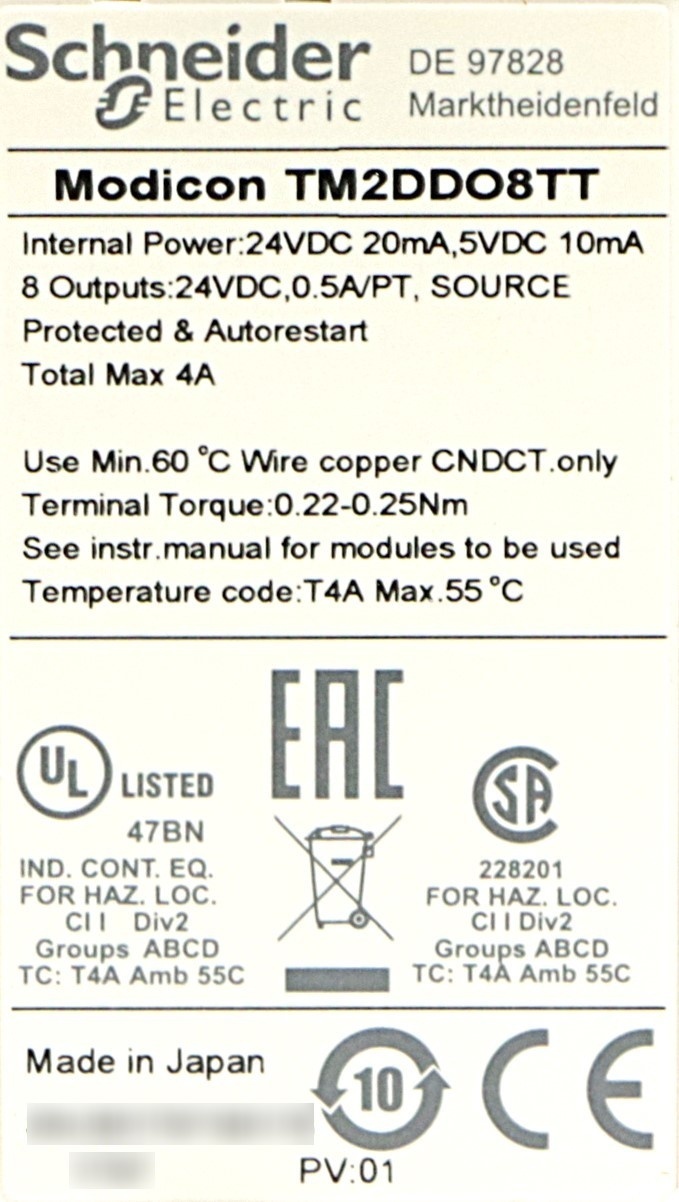 Schneider
Electric
DE 97828
Marktheidenfeld
Modicon TM2DDO8TT
Internal Power:24VDC 20mA,5VDC 10mA
8 Outputs:24VDC,0.5A/PT, SOURCE
Protected & Autorestart
Total Max 4A
Use Min.60 °C Wire copper CNDCT.only
Terminal Torque:0.22-0.25Nm
See instr.manual for modules to be used
Temperature code:T4A Max.55 °C
EAC
UL LISTED
47BN
IND. CONT. EQ.
FOR HAZ. LOC.
Cl I Div2
Groups ABCD
TC: T4A Amb 55C
SA
228201
FOR HAZ. LOC.
Cl I Div2
Groups ABCD
TC: T4A Amb 55C
Made in Japan
10
CE
PV:01